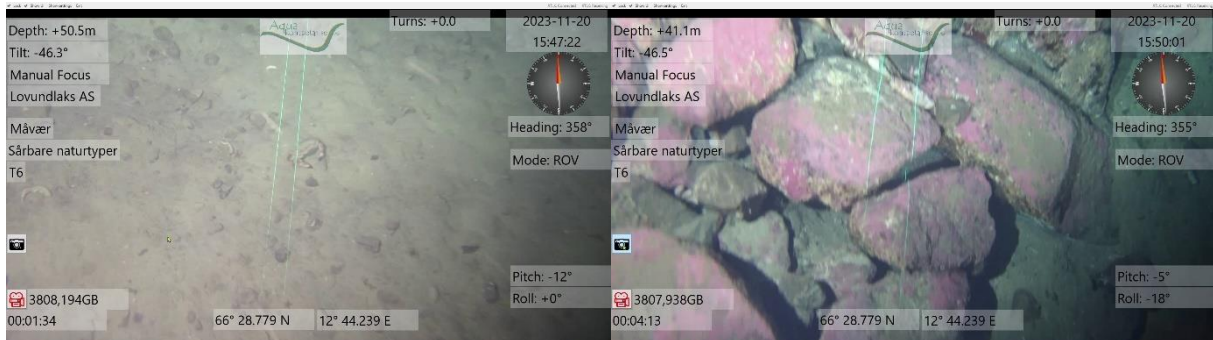 Depth: +50.5m
Tilt: -46.3°
Manual Focus
Lovundlaks AS
Måvær
Sårbare naturtyper
T6
3808,194GB
00:01:34
66° 28.779 N
12° 44.239 E
Turns: +0.0
2023-11-20
15:47:22
Heading: 358°
Mode: ROV
Pitch: -12°
Roll: +0°
Depth: +41.1m
Tilt: -46.5°
Manual Focus
Lovundlaks AS
Måvær
Sårbare naturtyper
T6
3807,938GB
00:04:13
66° 28.779 N
12° 44.239 E
Turns: +0.0
2023-11-20
15:50:01
Heading: 355°
Mode: ROV
Pitch: -5°
Roll: -18°